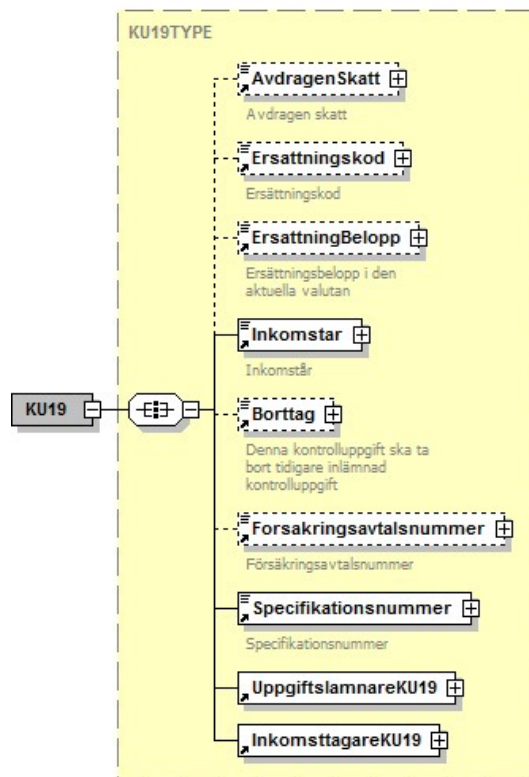 KU19TYPE
AvdragenSkatt
Avdragen skatt
Ersattningskod
Ersättningskod
ErsattningBelopp
Ersättningsbelopp i den
aktuella valutan
Inkomstar
Inkomstår
KU19
Borttag
Denna kontrolluppgift ska ta
bort tidigare inlämnad
kontrolluppgift
Forsakringsavtalsnummer
Försäkringsavtalsnummer
Specifikationsnummer
Specifikationsnummer
UppgiftslamnareKU19
InkomsttagareKU19